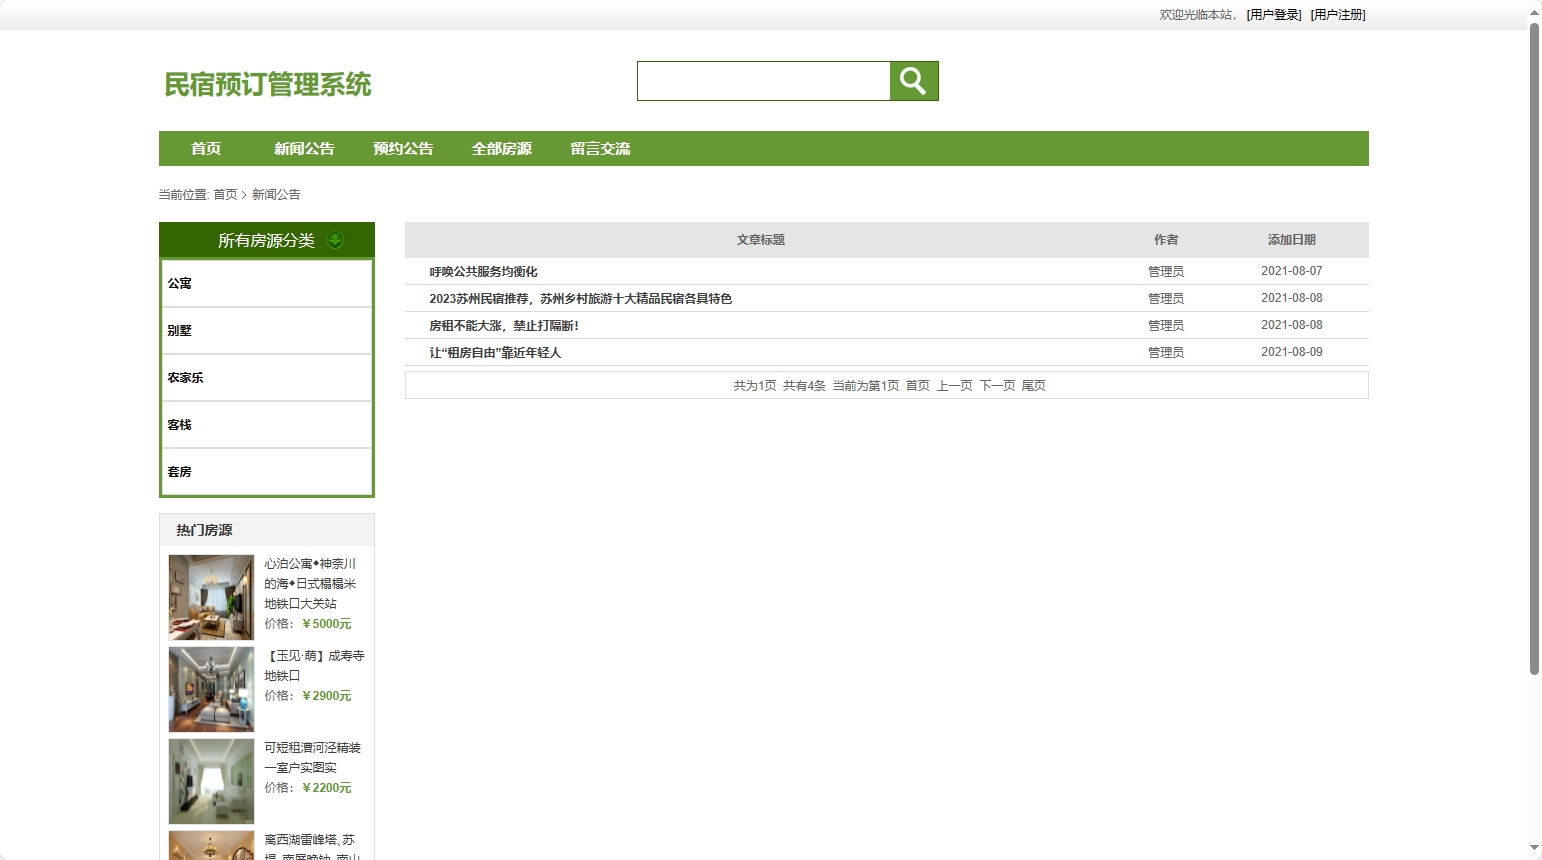 欢迎光临本站， [用户登录] [用户注册]
民宿预订管理系统
首页 新闻公告 预约公告 全部房源 留言交流
当前位置: 首页 > 新闻公告
所有房源分类
公寓
别墅
农家乐
客栈
套房
文章标题 作者 添加日期
呼唤公共服务均衡化 管理员 2021-08-07
2023苏州民宿推荐，苏州乡村旅游十大精品民宿各具特色 管理员 2021-08-08
房租不能大涨，禁止打隔断！ 管理员 2021-08-08
让“租房自由”靠近年轻人 管理员 2021-08-09
共为1页 共有4条 当前为第1页 首页 上一页 下一页 尾页
热门房源
心泊公寓◆神奈川
的海◆日式榻榻米
地铁口大关站
价格：￥5000元
【玉见·萌】成寿寺
地铁口
价格：￥2900元
可短租漕河泾精装
一室户实图实
价格：￥2200元
离西湖雷峰塔、苏
堤、南屏晚钟、南山